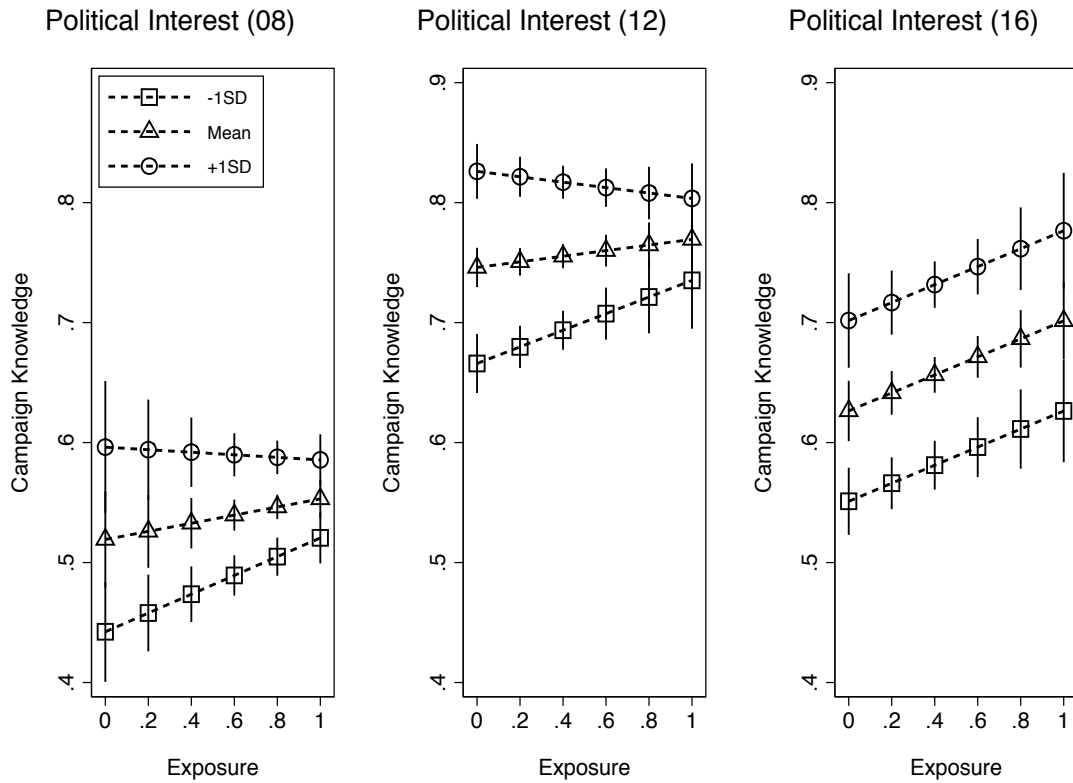 Political Interest (08)
Political Interest (12)
Political Interest (16)
-1SD
Mean
+1SD
Campaign Knowledge
.4 .5 .6 .7 .8 .9
0 .2 .4 .6 .8 1
Exposure
Campaign Knowledge
.4 .5 .6 .7 .8 .9
0 .2 .4 .6 .8 1
Exposure
Campaign Knowledge
.4 .5 .6 .7 .8 .9
0 .2 .4 .6 .8 1
Exposure